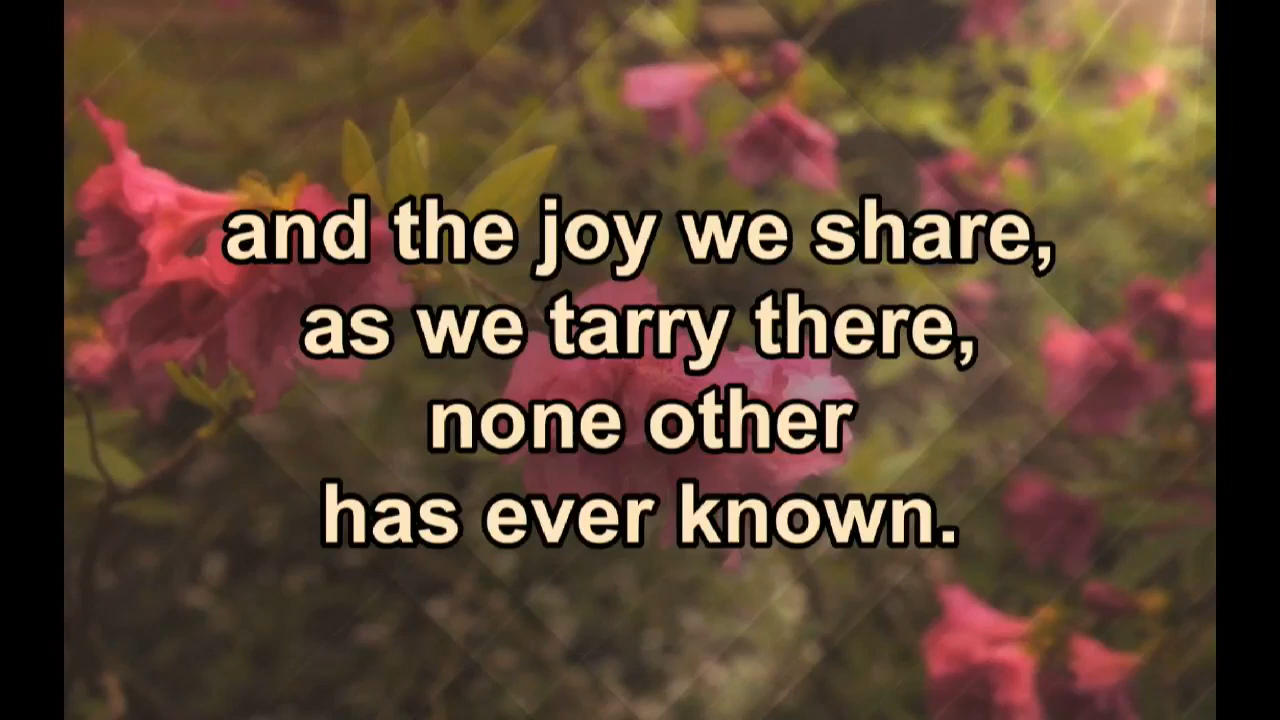 and the joy we share,
as we tarry there,
none other
has ever known.